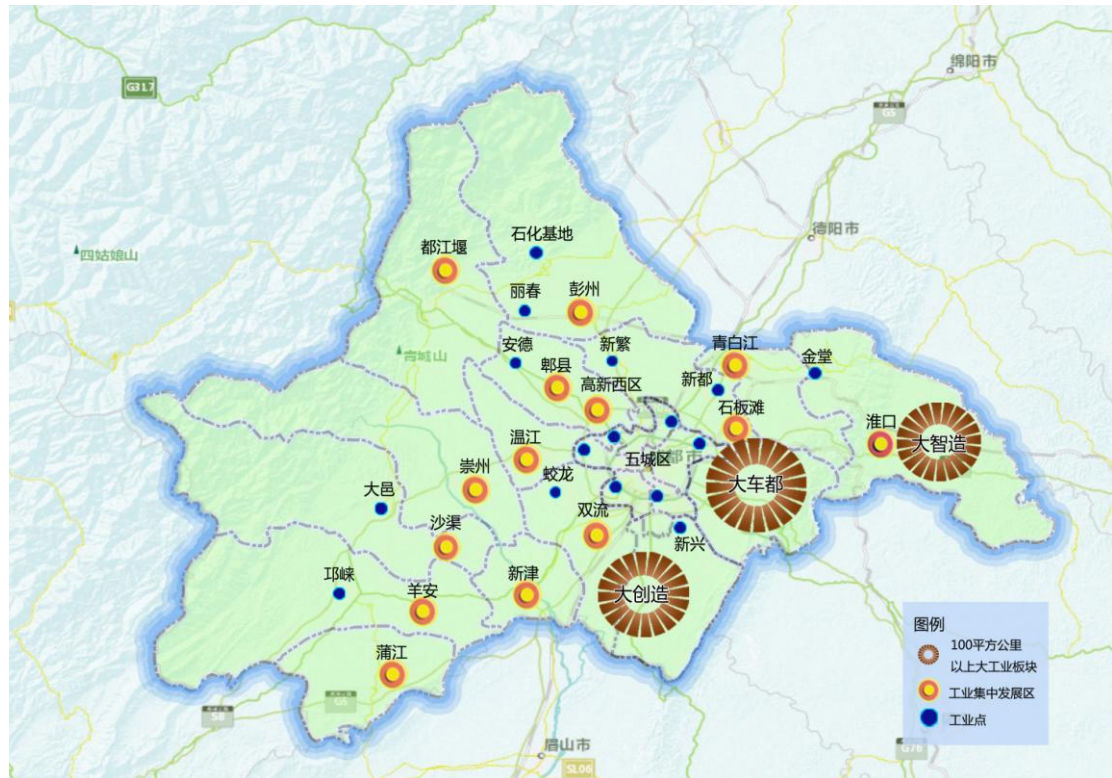 绵阳市
G317
G5
德阳市
四姑娘山
石化基地
都江堰
丽春
彭州
安德
新繁
青白江
金堂
青城山
郫县
新都
高新西区
石板滩
淮口
大智造
温江
五城区
都市
大车都
崇州
蛟龙
大邑
双流
沙渠
新兴
邛崃
羊安
新津
大创造
蒲江
图例
100平方公里
以上大工业板块
工业集中发展区
工业点
G5
S8
眉山市
SL06
G76